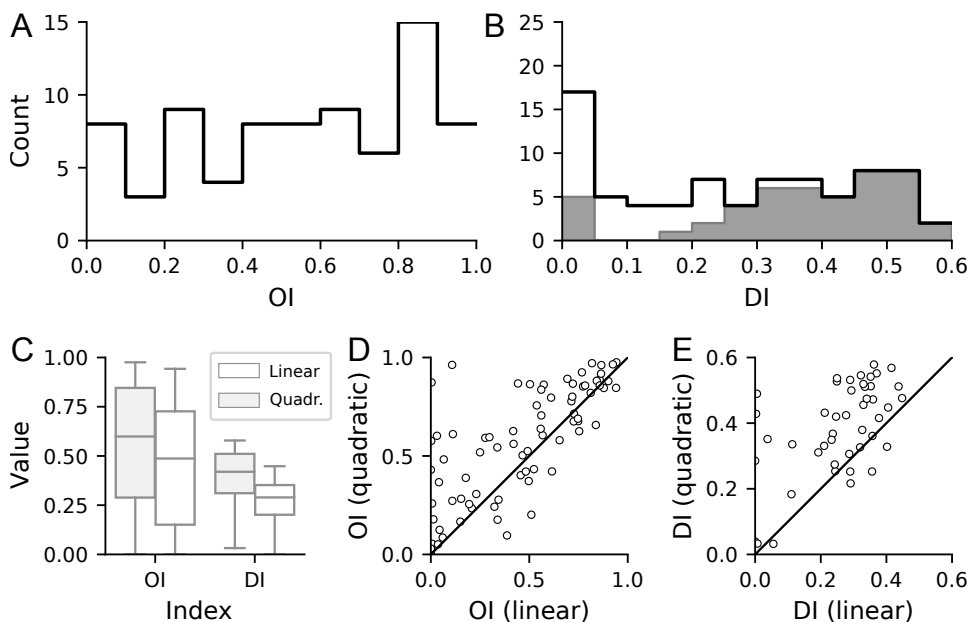 A
Count
15
10
5
0
0.0 0.2 0.4 0.6 0.8 1.0
OI
B
25
20
15
10
5
0
0.0 0.1 0.2 0.3 0.4 0.5 0.6
DI
C
Value
1.00
0.75
0.50
0.25
0.00
Linear
Quadr.
OI DI
Index
D
OI (quadratic)
1.0
0.5
0.0
0.0 0.5 1.0
OI (linear)
E
DI (quadratic)
0.6
0.4
0.2
0.0
0.0 0.2 0.4 0.6
DI (linear)